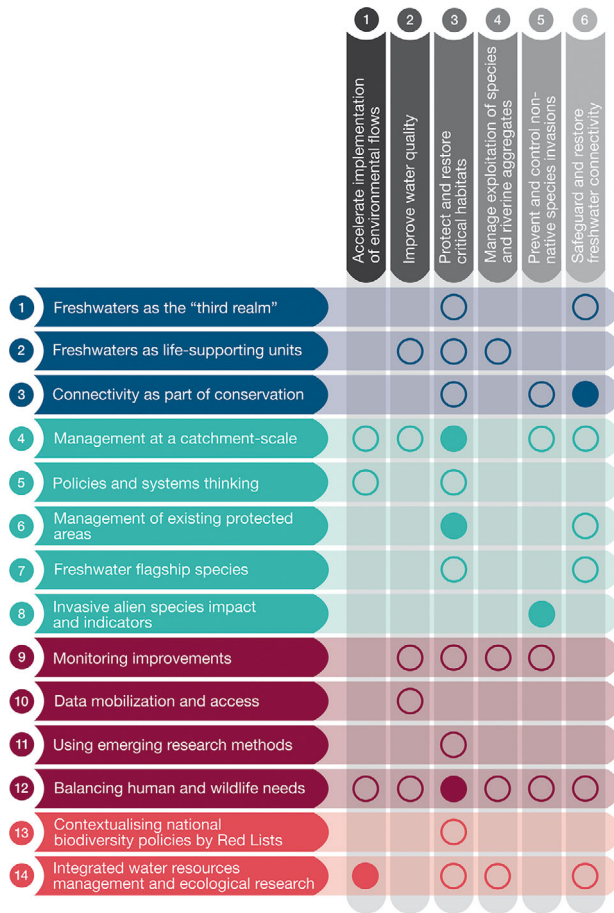 1
2
3
4
5
6
Accelerate implementation
of environmental flows
Improve water quality
Protect and restore
critical habitats
Manage exploitation of species
and riverine aggregates
Prevent and control non-
native species invasions
Safeguard and restore
freshwater connectivity
1 Freshwaters as the “third realm”
2 Freshwaters as life-supporting units
3 Connectivity as part of conservation
4 Management at a catchment-scale
5 Policies and systems thinking
6 Management of existing protected
areas
7 Freshwater flagship species
8 Invasive alien species impact
and indicators
9 Monitoring improvements
10 Data mobilization and access
11 Using emerging research methods
12 Balancing human and wildlife needs
13 Contextualising national
biodiversity policies by Red Lists
14 Integrated water resources
management and ecological research